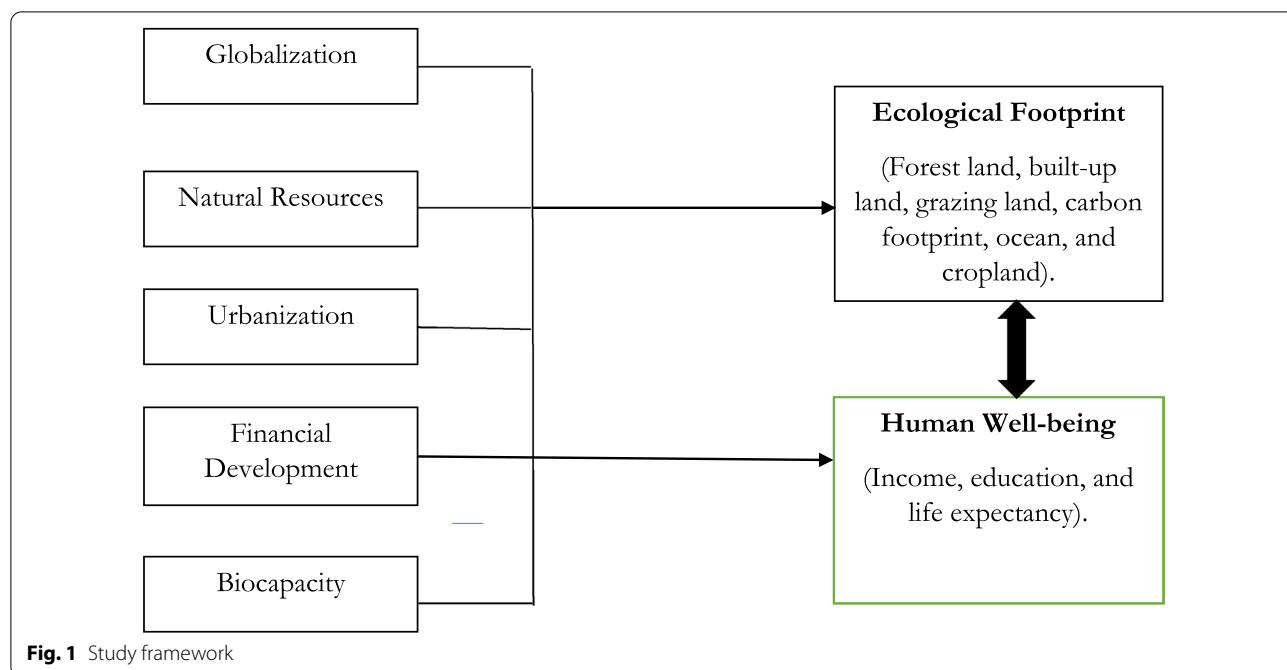 Globalization
Natural Resources
Urbanization
Financial
Development
Biocapacity
Ecological Footprint
(Forest land, built-up
land, grazing land, carbon
footprint, ocean, and
cropland).
Human Well-being
(Income, education, and
life expectancy).
Fig. 1 Study framework